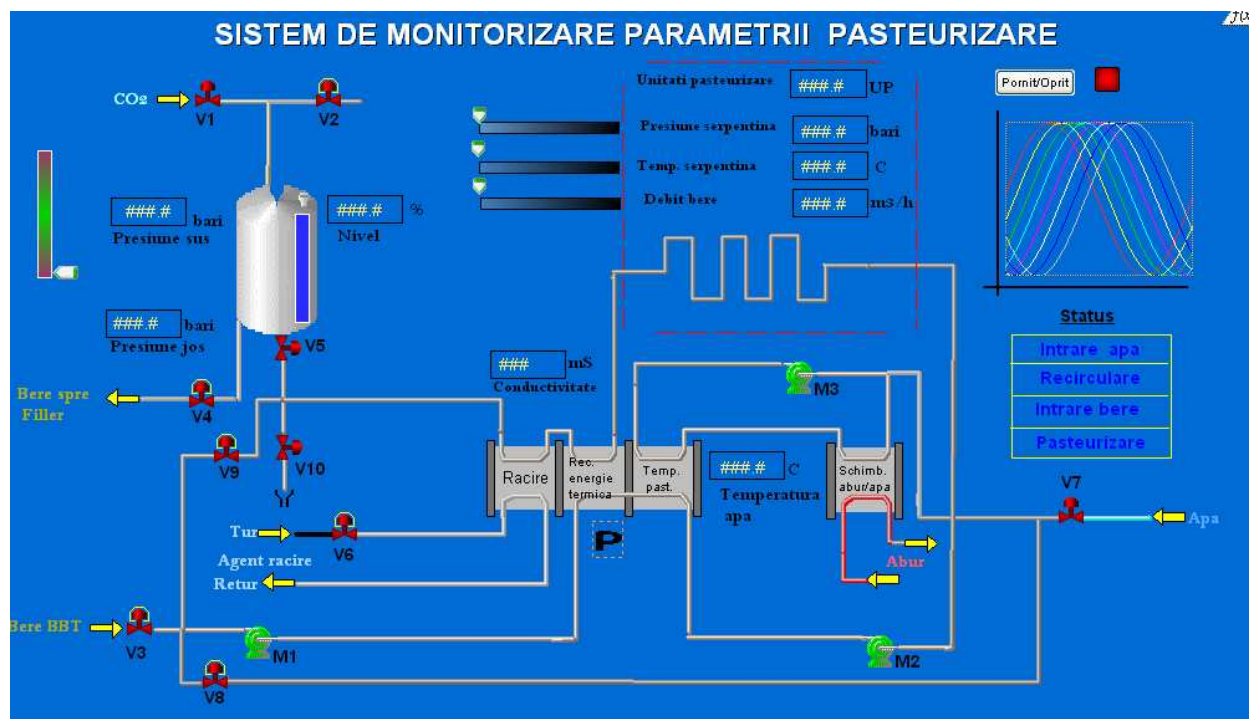 f(x
SISTEM DE MONITORIZARE PARAMETRII PASTEURIZARE
CO2
V1
V2
Unitati pasteurizare
###.#
UP
Presiune serpentina
###.#
bari
Temp. serpentina
###.#
C
Debit bere
###.#
m3/h
Pornit/Oprit
###.#
bari
Presiune sus
###.#
%
Nivel
###.#
bari
Presiune jos
V5
Status
Intrare apa
Recirculare
Intrare bere
Pasteurizare
###
mS
Conductivitate
M3
Bere spre
Filler
V4
V9
V10
Racire
Rec.
energie
termica
Temp.
past.
###.#
C
Temperatura
apa
Schimb.
abur/apa
V7
Apa
Tur
V6
P
Agent racire
Retur
Abur
Bere BBT
V3
M1
M2
V8